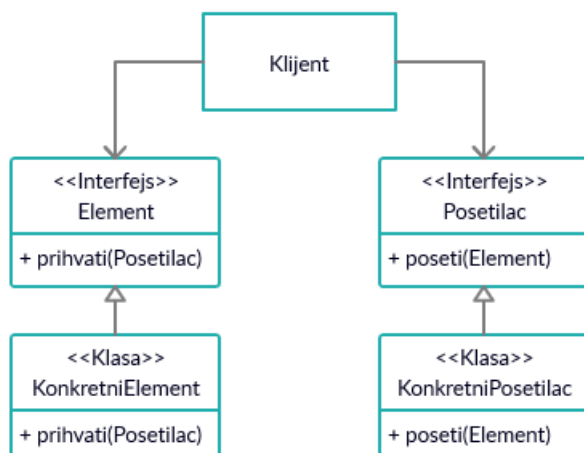 Klijent
<<Interfejs>>
Element
+ prihvati(Posetilac)
<<Interfejs>>
Posetilac
+ poseti(Element)
<<Klasa>>
KonkretniElement
+ prihvati(Posetilac)
<<Klasa>>
KonkretniPosetilac
+ poseti(Element)